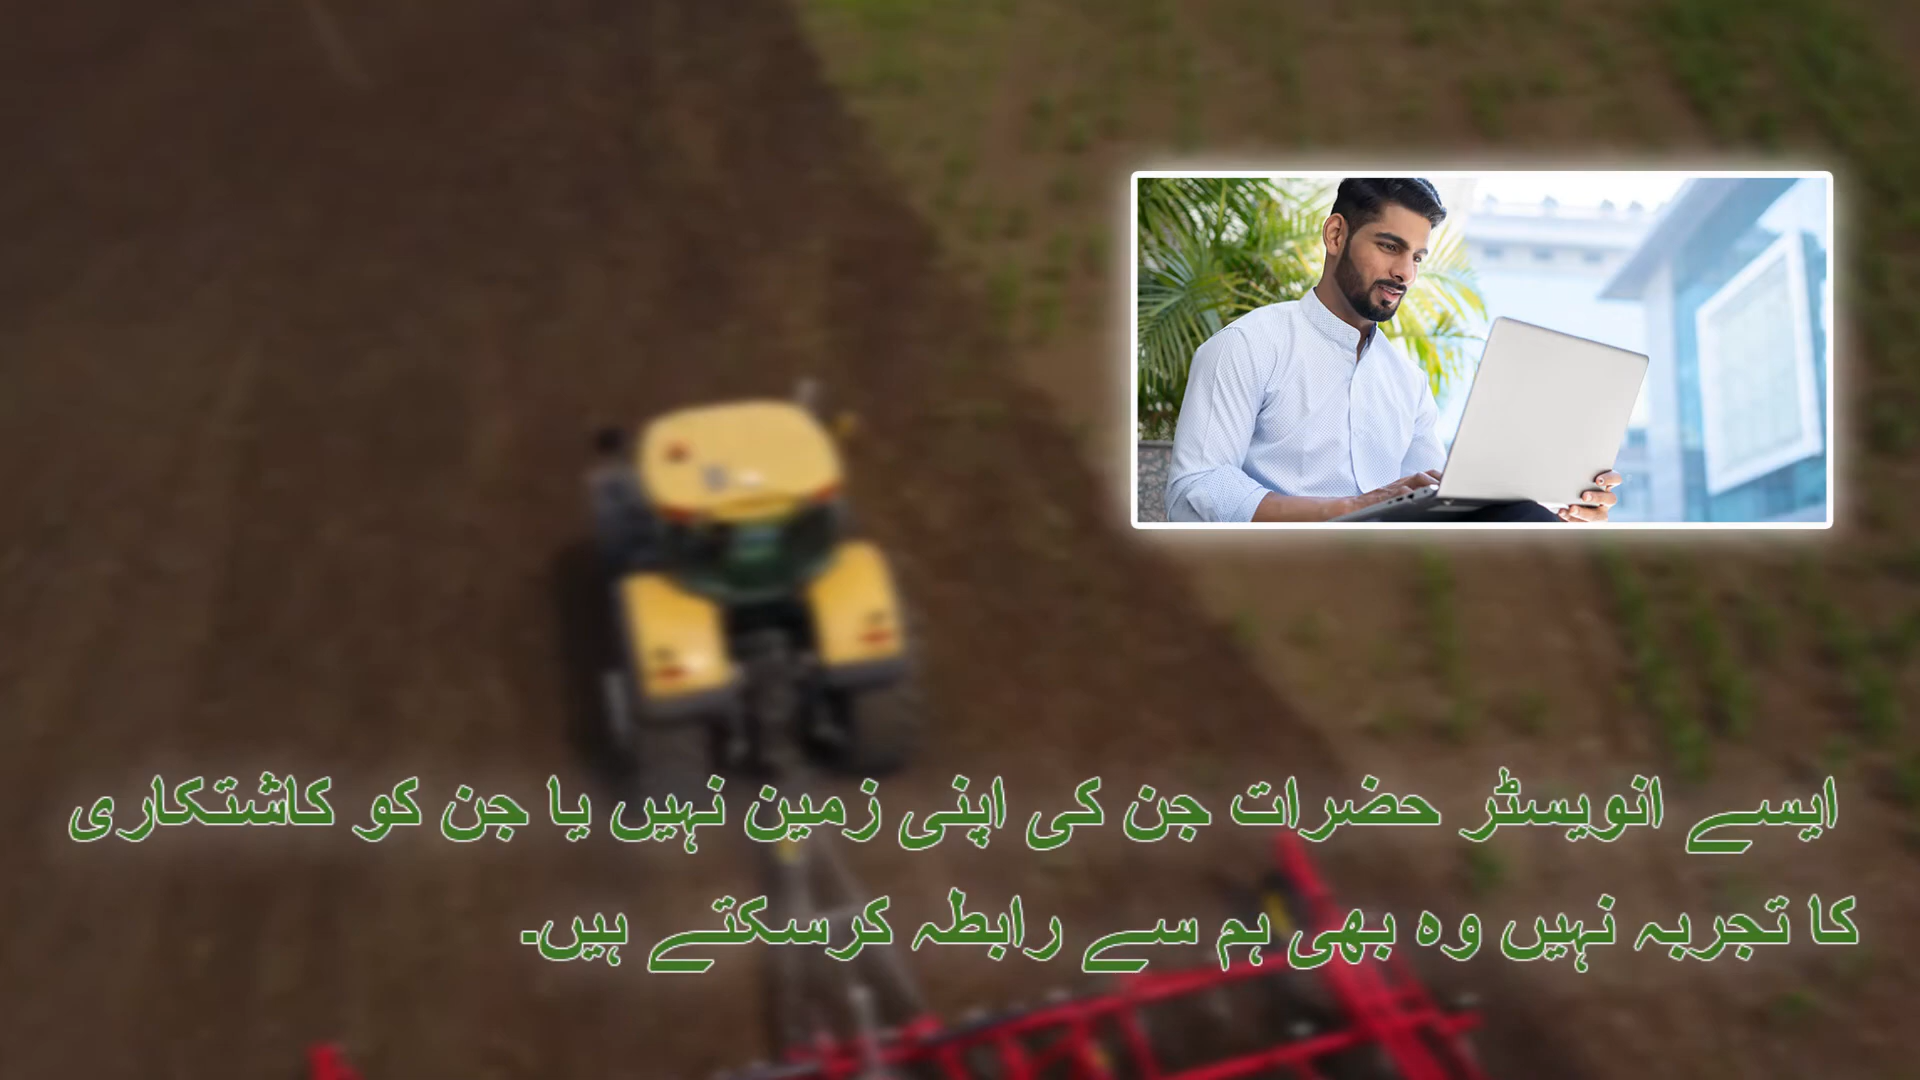 ایسے انویسٹر حضرات جن کی اپنی زمین نہیں یا جن کو کاشتکاری
کا تجربہ نہیں وہ بھی ہم سے رابطہ کرسکتے ہیں۔